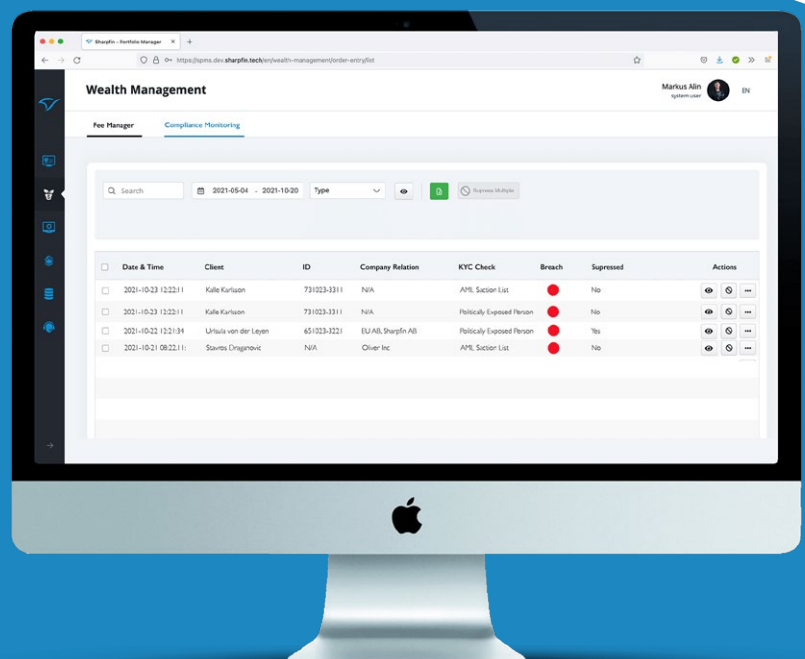 Sharpfin - Portfolio Manager
https://spins.dev.sharpfin.tech/en/wealth-management/order-entry/list
Wealth Management
Markus Alin
system user
EN
Fee Manager Compliance Monitoring
Search 2021-05-04 - 2021-10-20 Type Supress Multiple
Date & Time Client ID Company Relation KYC Check Breach Supressed Actions
2021-10-23 12:22:11 Kalle Karlsson 731023-3311 N/A AML Saction List No
2021-10-23 12:22:11 Kalle Karlsson 731023-3311 N/A Politically Exposed Person No
2021-10-22 12:21:34 Ursula von der Leyen 651023-3221 EU AB, Sharpfin AB Politically Exposed Person Yes
2021-10-21 08:22.11: Stavros Draganovic N/A Oliver Inc AML Saction List No